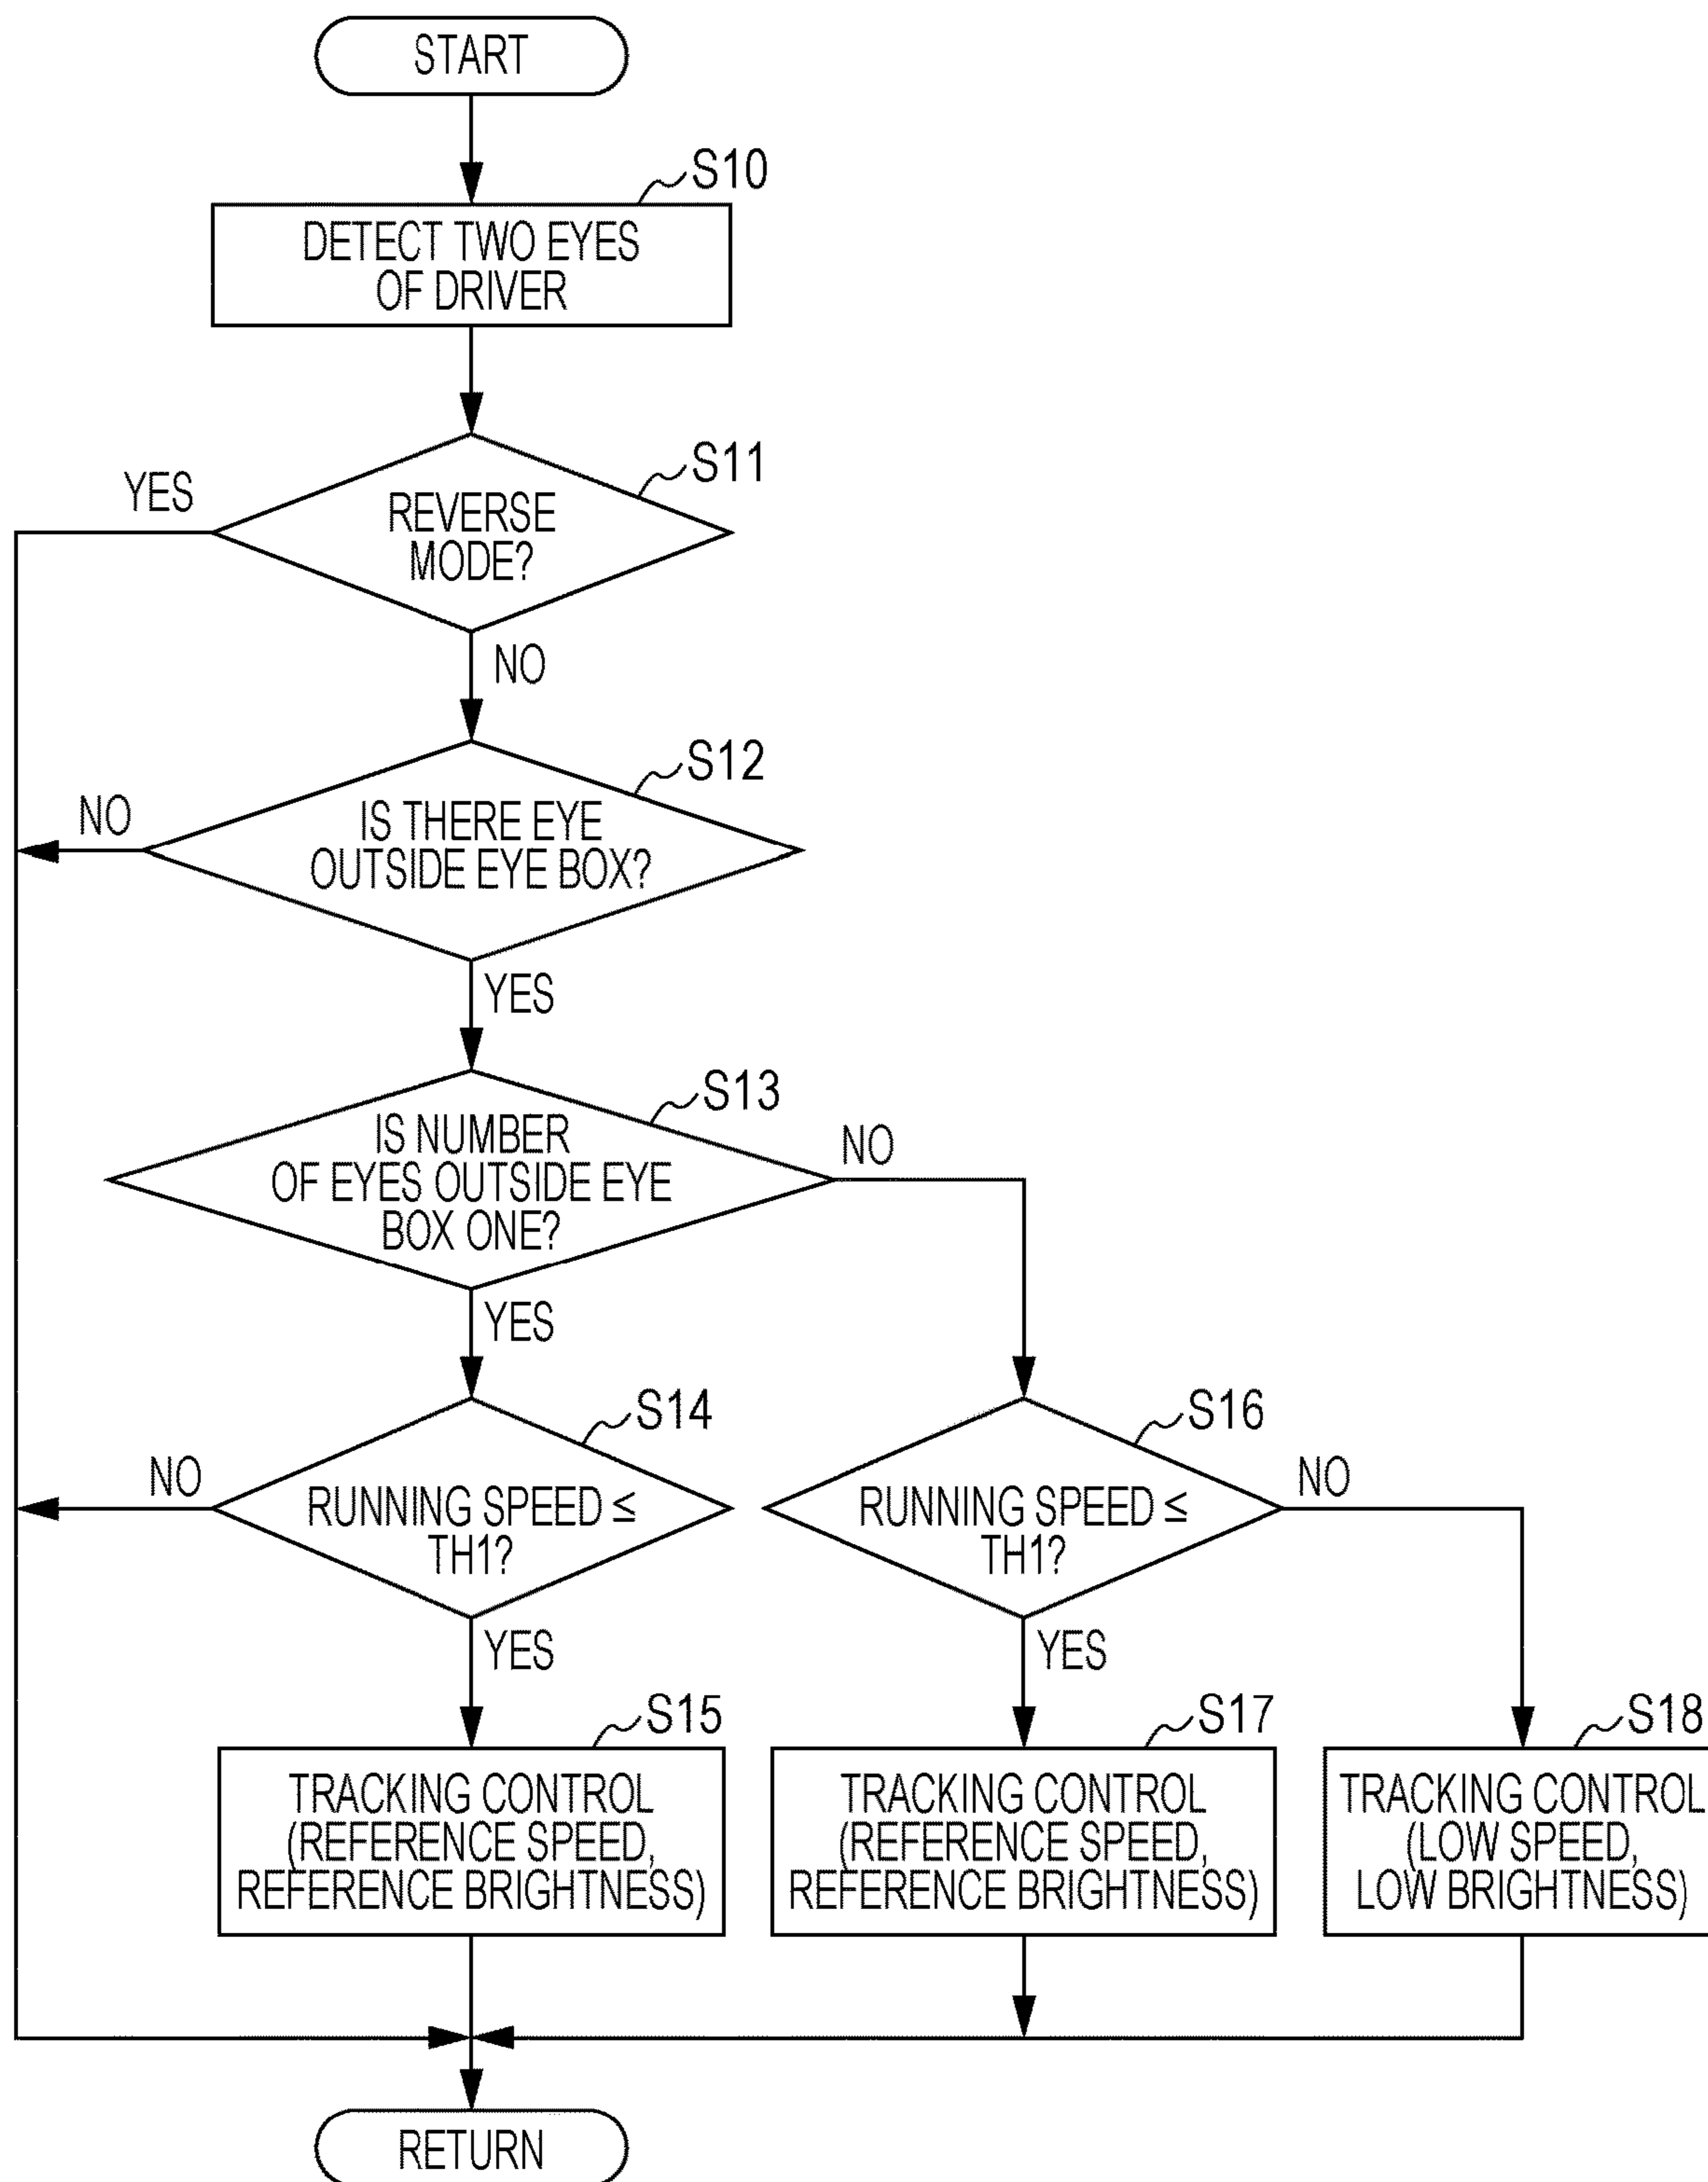 START
S10
DETECT TWO EYES
OF DRIVER
S11
YES
REVERSE
MODE?
NO
S12
NO
IS THERE EYE
OUTSIDE EYE BOX?
YES
S13
IS NUMBER
OF EYES OUTSIDE EYE
BOX ONE?
NO
YES
S14
NO
RUNNING SPEED ≤
TH1?
YES
S16
RUNNING SPEED ≤
TH1?
NO
YES
S15
TRACKING CONTROL
(REFERENCE SPEED,
REFERENCE BRIGHTNESS)
S17
TRACKING CONTROL
(REFERENCE SPEED,
REFERENCE BRIGHTNESS)
S18
TRACKING CONTROL
(LOW SPEED,
LOW BRIGHTNESS)
RETURN